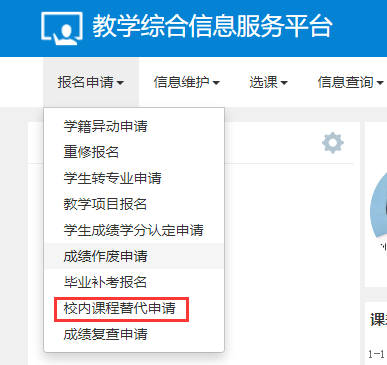 教学综合信息服务平台
报名申请 信息维护 选课 信息查询
学籍异动申请
重修报名
学生转专业申请
教学项目报名
学生成绩学分认定申请
成绩作废申请
毕业补考报名
校内课程替代申请
成绩复查申请
课
1-1